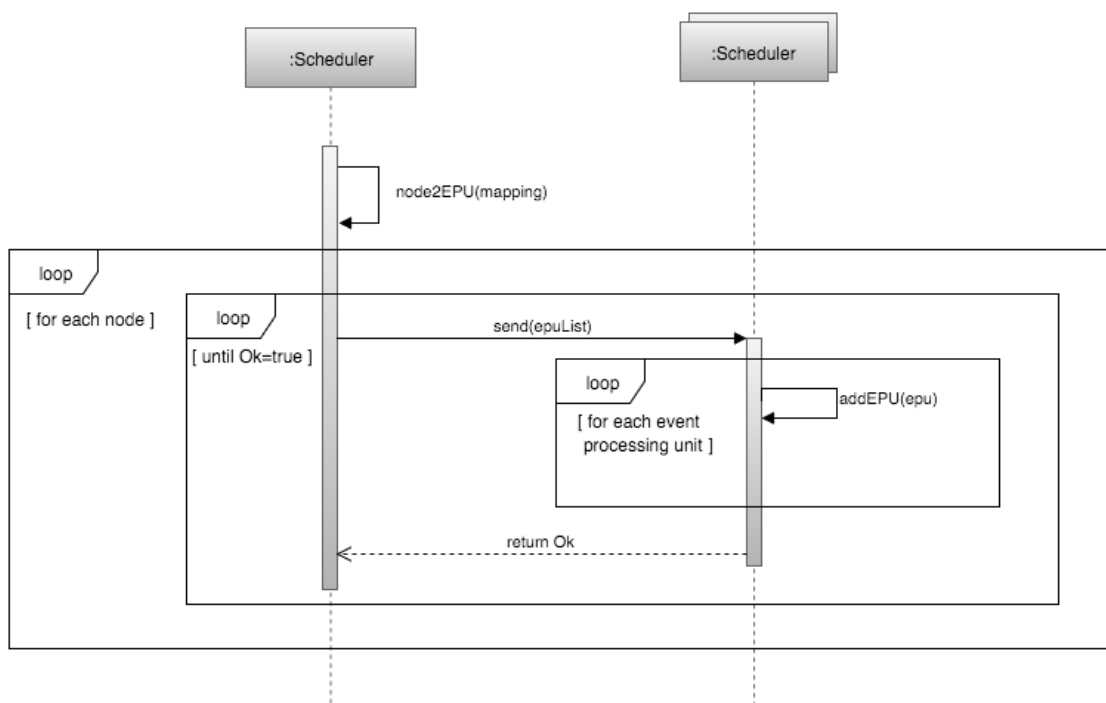 :Scheduler
:Scheduler
node2EPU(mapping)
loop
[ for each node ]
loop
[ until Ok=true ]
send(epuList)
loop
[ for each event
processing unit ]
addEPU(epu)
return Ok